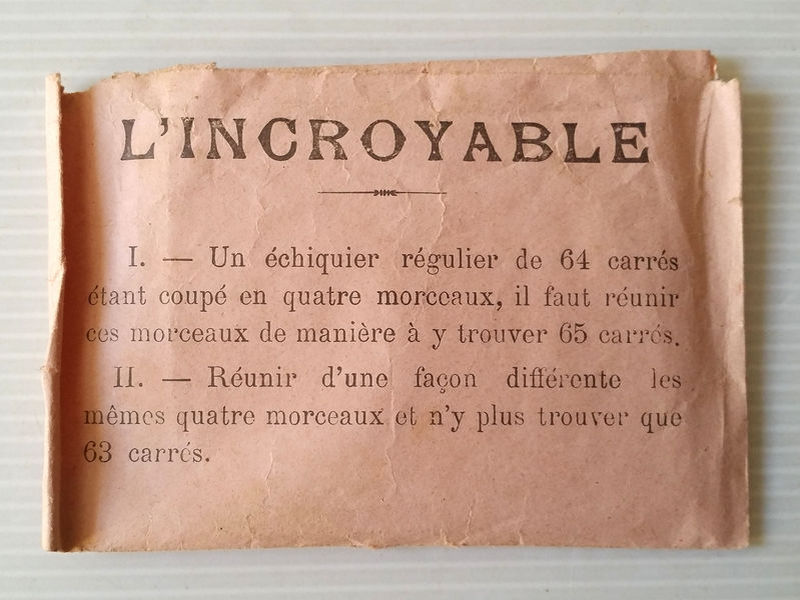 L'INCROYABLE
I. — Un échiquier régulier de 64 carrés
étant coupé en quatre morceaux, il faut réunir
ces morceaux de manière à y trouver 65 carrés.
II. — Réunir d'une façon différente les
mêmes quatre morceaux et n'y plus trouver que
63 carrés.